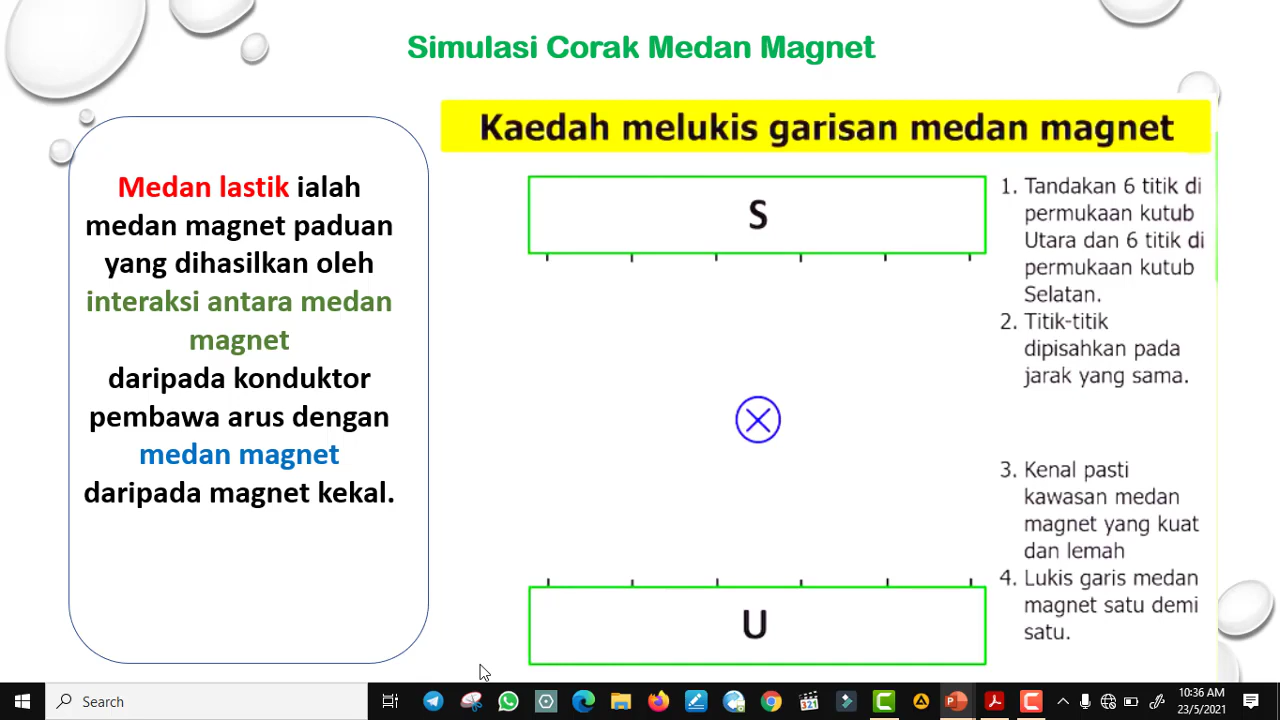 Simulasi Corak Medan Magnet
Medan lastik ialah
medan magnet paduan
yang dihasilkan oleh
interaksi antara medan
magnet
daripada konduktor
pembawa arus dengan
medan magnet
daripada magnet kekal.
Kaedah melukis garisan medan magnet
S
U
1. Tandakan 6 titik di
permukaan kutub
Utara dan 6 titik di
permukaan kutub
Selatan.
2. Titik-titik
dipisahkan pada
jarak yang sama.
3. Kenal pasti
kawasan medan
magnet yang kuat
dan lemah
4. Lukis garis medan
magnet satu demi
satu.
Search
321
10:36 AM
23/5/2021